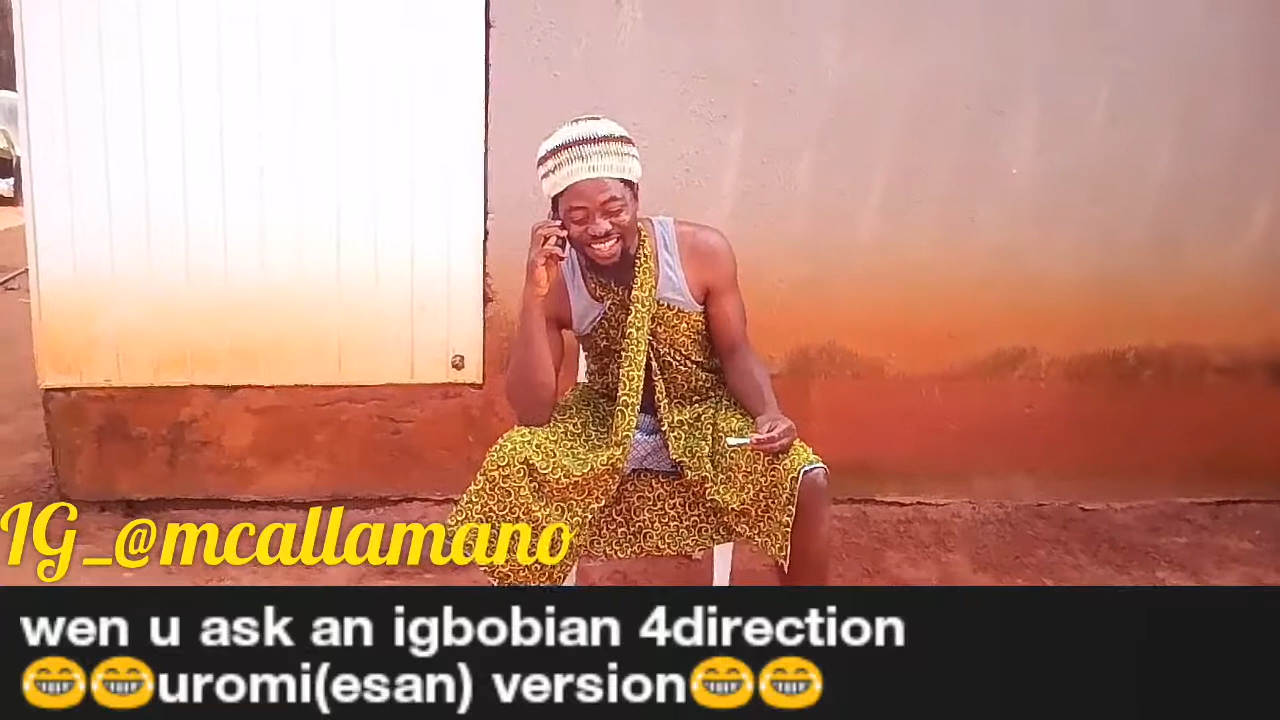 IG_@mcallamano
wen u ask an igbobian 4direction
😂😂uromi(esan) version😂😂